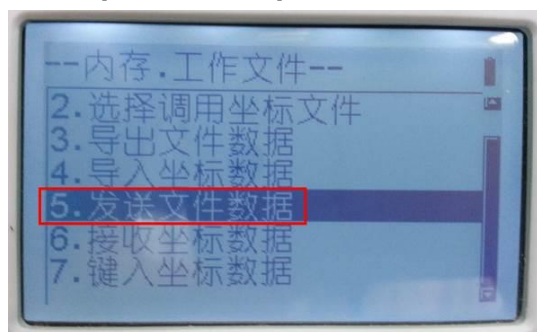 --内存.工作文件--
2.选择调用坐标文件
3.导出文件数据
4.导入坐标数据
5.发送文件数据
6.接收坐标数据
7.键入坐标数据